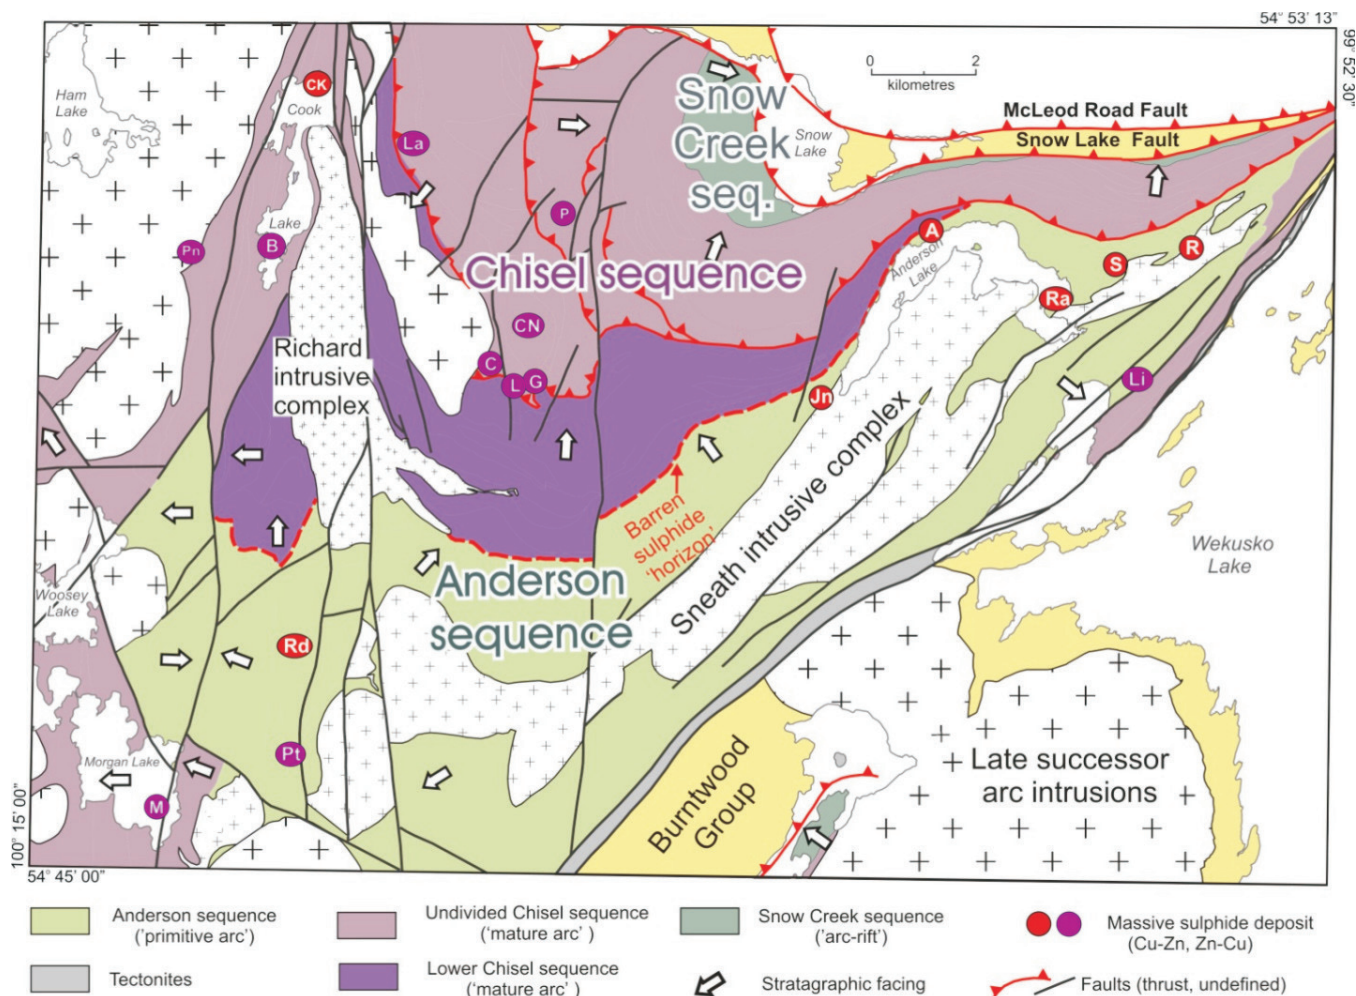 54° 53' 13"
99° 52' 30"
0 2
kilometres
Ham
Lake
CK
Cook
La
Snow
Creek
seq.
Snow
Lake
McLeod Road Fault
Snow Lake Fault
P
Lake
B
Pn
A
Anderson
Lake
S
R
Ra
Chisel sequence
CN
C
L
G
Richard
intrusive
complex
Jn
Li
Barren
sulphide
'horizon'
Sneath intrusive complex
Wekusko
Lake
Anderson
sequence
Woosey
Lake
Rd
Pt
Morgan Lake
M
Burntwood
Group
Late successor
arc intrusions
100° 15' 00"
54° 45' 00"
Anderson sequence
('primitive arc')
Undivided Chisel sequence
('mature arc' )
Snow Creek sequence
('arc-rift')
Massive sulphide deposit
(Cu-Zn, Zn-Cu)
Tectonites
Lower Chisel sequence
('mature arc' )
Stratagraphic facing
Faults (thrust, undefined)